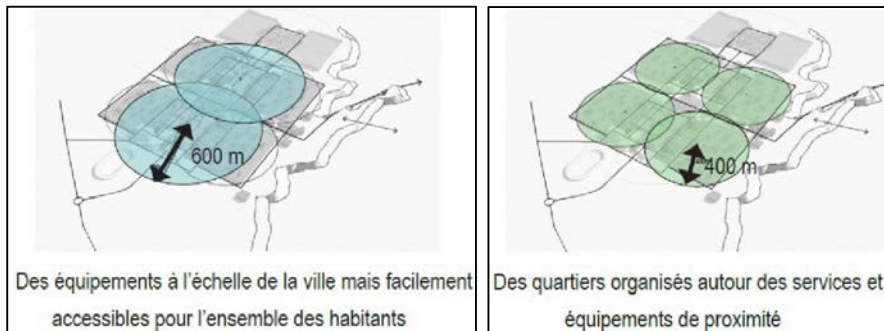 600 m
Des équipements à l'échelle de la ville mais facilement
accessibles pour l'ensemble des habitants
400 m
Des quartiers organisés autour des services et
équipements de proximité